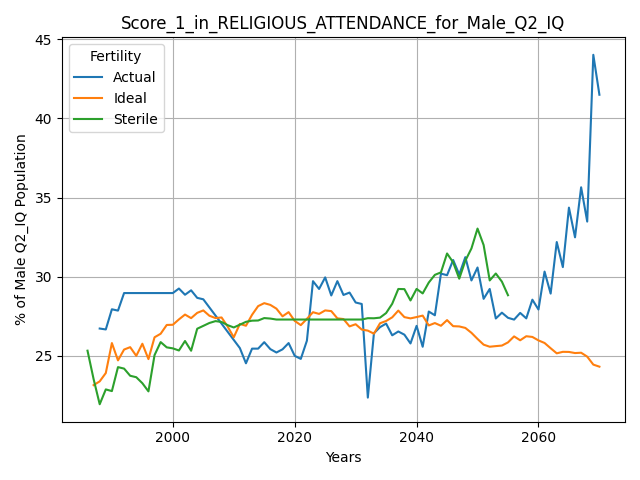 Score_1_in_RELIGIOUS_ATTENDANCE_for_Male_Q2_IQ
Fertility
Actual
Ideal
Sterile
% of Male Q2_IQ Population
45
40
35
30
25
2000
2020
2040
2060
Years